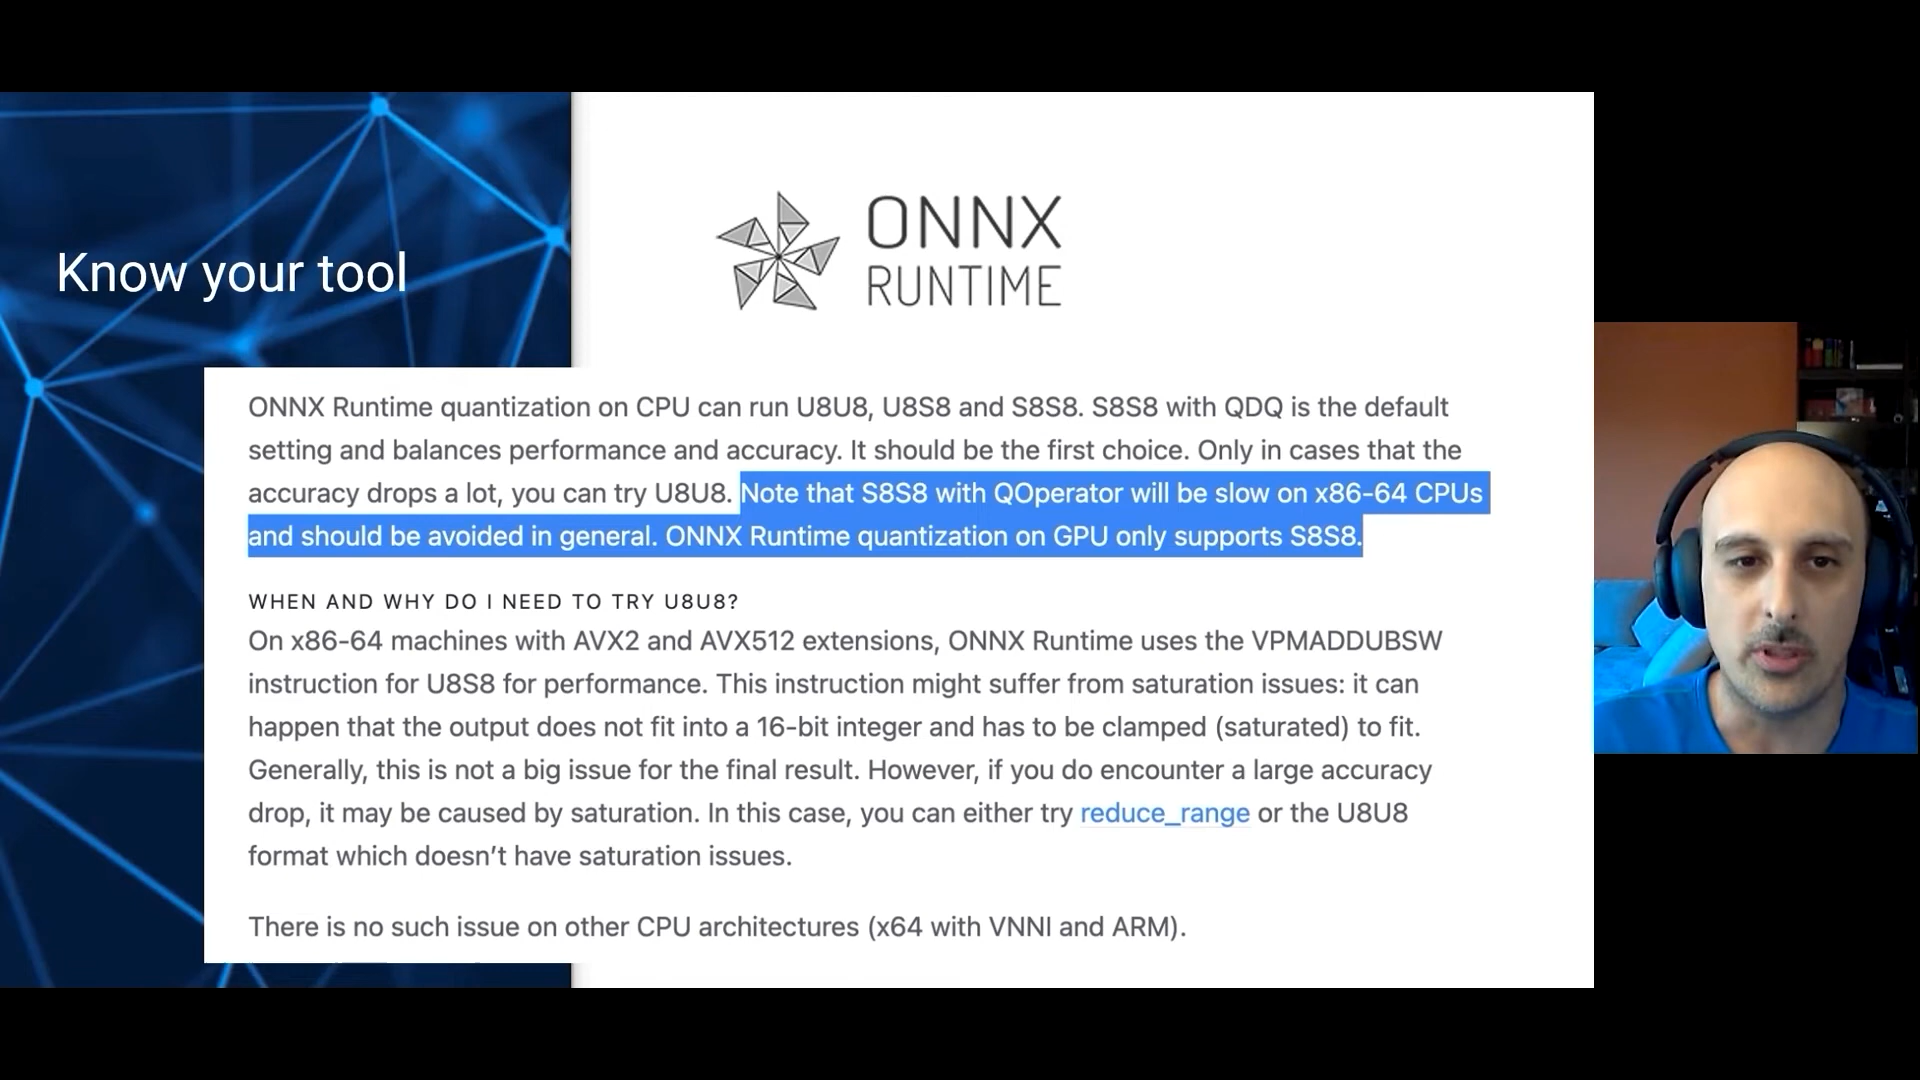 Know your tool
ONNX
RUNTIME
ONNX Runtime quantization on CPU can run U8U8, U8S8 and S8S8. S8S8 with QDQ is the default
setting and balances performance and accuracy. It should be the first choice. Only in cases that the
accuracy drops a lot, you can try U8U8. Note that S8S8 with QOperator will be slow on x86-64 CPUs
and should be avoided in general. ONNX Runtime quantization on GPU only supports S8S8.
WHEN AND WHY DO I NEED TO TRY U8U8?
On x86-64 machines with AVX2 and AVX512 extensions, ONNX Runtime uses the VPMADDUBSW
instruction for U8S8 for performance. This instruction might suffer from saturation issues: it can
happen that the output does not fit into a 16-bit integer and has to be clamped (saturated) to fit.
Generally, this is not a big issue for the final result. However, if you do encounter a large accuracy
drop, it may be caused by saturation. In this case, you can either try reduce_range or the U8U8
format which doesn't have saturation issues.
There is no such issue on other CPU architectures (x64 with VNNI and ARM).